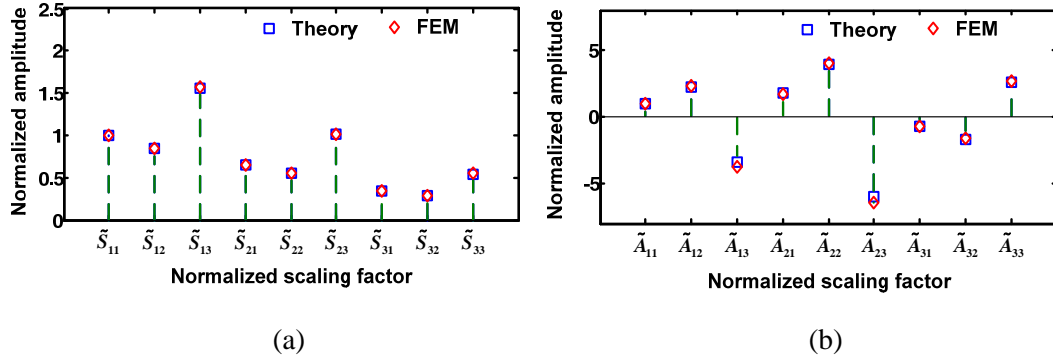 Normalized amplitude
2.5
2
1.5
1
0.5
0
Theory FEM
S̃11 S̃12 S̃13 S̃21 S̃22 S̃23 S̃31 S̃32 S̃33
Normalized scaling factor
(a)
Normalized amplitude
5
0
-5
Theory FEM
Ã11 Ã12 Ã13 Ã21 Ã22 Ã23 Ã31 Ã32 Ã33
Normalized scaling factor
(b)